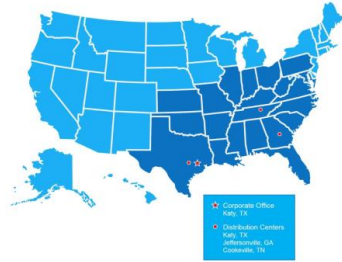 Corporate Office
Katy, TX
Distribution Centers
Katy, TX
Jeffersonville, GA
Cookeville, TN